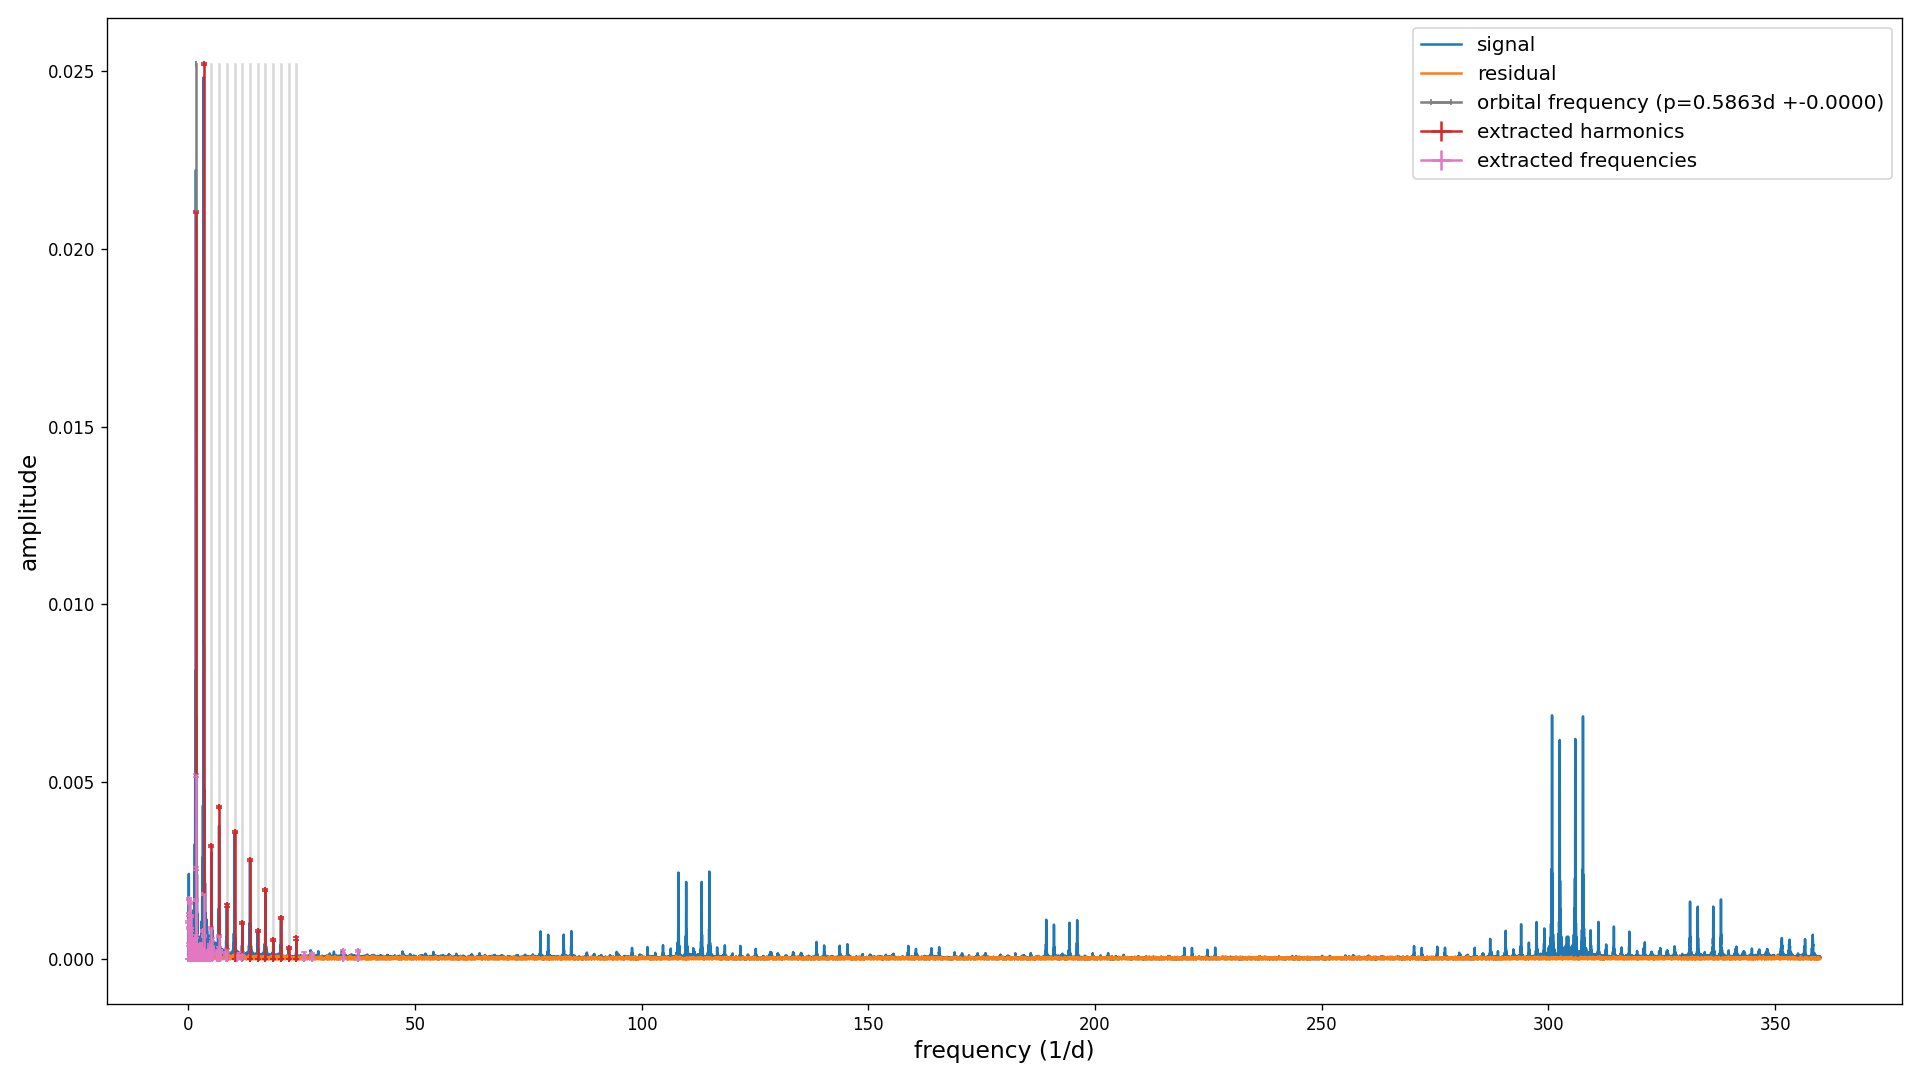 signal
residual
orbital frequency (p=0.5863d +-0.0000)
extracted harmonics
extracted frequencies
amplitude
0.025
0.020
0.015
0.010
0.005
0.000
0 50 100 150 200 250 300 350
frequency (1/d)